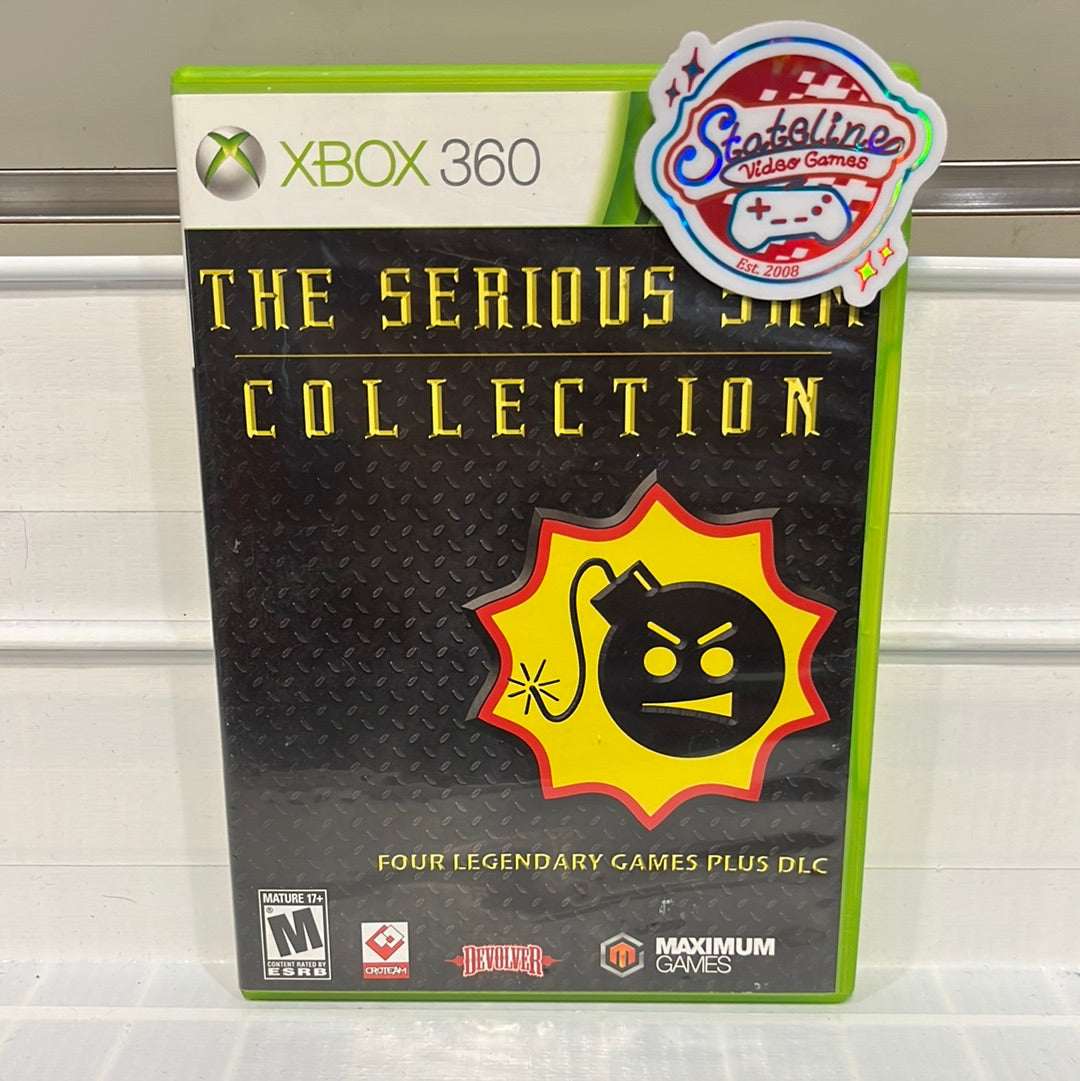 XBOX 360
Stateline
Video Games
Est. 2008
THE SERIOUS SAM
COLLECTION
FOUR LEGENDARY GAMES PLUS DLC
MATURE 17+
M
®
CONTENT RATED BY
ESRB
CROTEAM
DEVOLVER
MAXIMUM
GAMES